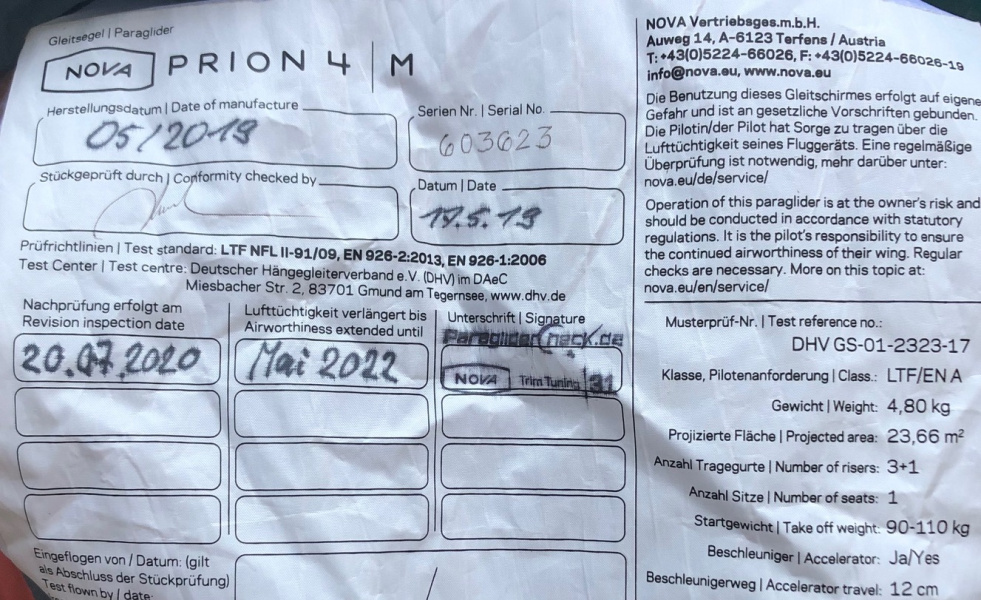 Gleitsegel | Paraglider
NOVA PRION 4 | M
Herstellungsdatum | Date of manufacture
05/2019
Serien Nr. | Serial No.
603623
Stückgeprüft durch | Conformity checked by
Datum | Date
17.5.19
Prüfrichtlinien | Test standard: LTF NFL II-91/09, EN 926-2:2013, EN 926-1:2006
Test Center | Test centre: Deutscher Hängegleiterverband e.V. (DHV) im DAeC
Miesbacher Str. 2, 83701 Gmund am Tegernsee, www.dhv.de
Nachprüfung erfolgt am
Revision inspection date
Lufttüchtigkeit verlängert bis
Airworthiness extended until
Unterschrift | Signature
20.07.2020
Mai 2022
ParagliderCheck.de
NOVA Trim Tuning 31
Eingeflogen von / Datum: (gilt
als Abschluss der Stückprüfung)
Test flown by / date:
NOVA Vertriebsges.m.b.H.
Auweg 14, A-6123 Terfens / Austria
T: +43(0)5224-66026, F: +43(0)5224-66026-19
info@nova.eu, www.nova.eu
Die Benutzung dieses Gleitschirmes erfolgt auf eigene
Gefahr und ist an gesetzliche Vorschriften gebunden.
Die Pilotin/der Pilot hat Sorge zu tragen über die
Lufttüchtigkeit seines Fluggeräts. Eine regelmäßige
Überprüfung ist notwendig, mehr darüber unter:
nova.eu/de/service/
Operation of this paraglider is at the owner's risk and
should be conducted in accordance with statutory
regulations. It is the pilot's responsibility to ensure
the continued airworthiness of their wing. Regular
checks are necessary. More on this topic at:
nova.eu/en/service/
Musterprüf-Nr. | Test reference no.:
DHV GS-01-2323-17
Klasse, Pilotenanforderung | Class.: LTF/EN A
Gewicht | Weight: 4,80 kg
Projizierte Fläche | Projected area: 23,66 m²
Anzahl Tragegurte | Number of risers: 3+1
Anzahl Sitze | Number of seats: 1
Startgewicht | Take off weight: 90-110 kg
Beschleuniger | Accelerator: Ja/Yes
Beschleunigerweg | Accelerator travel: 12 cm